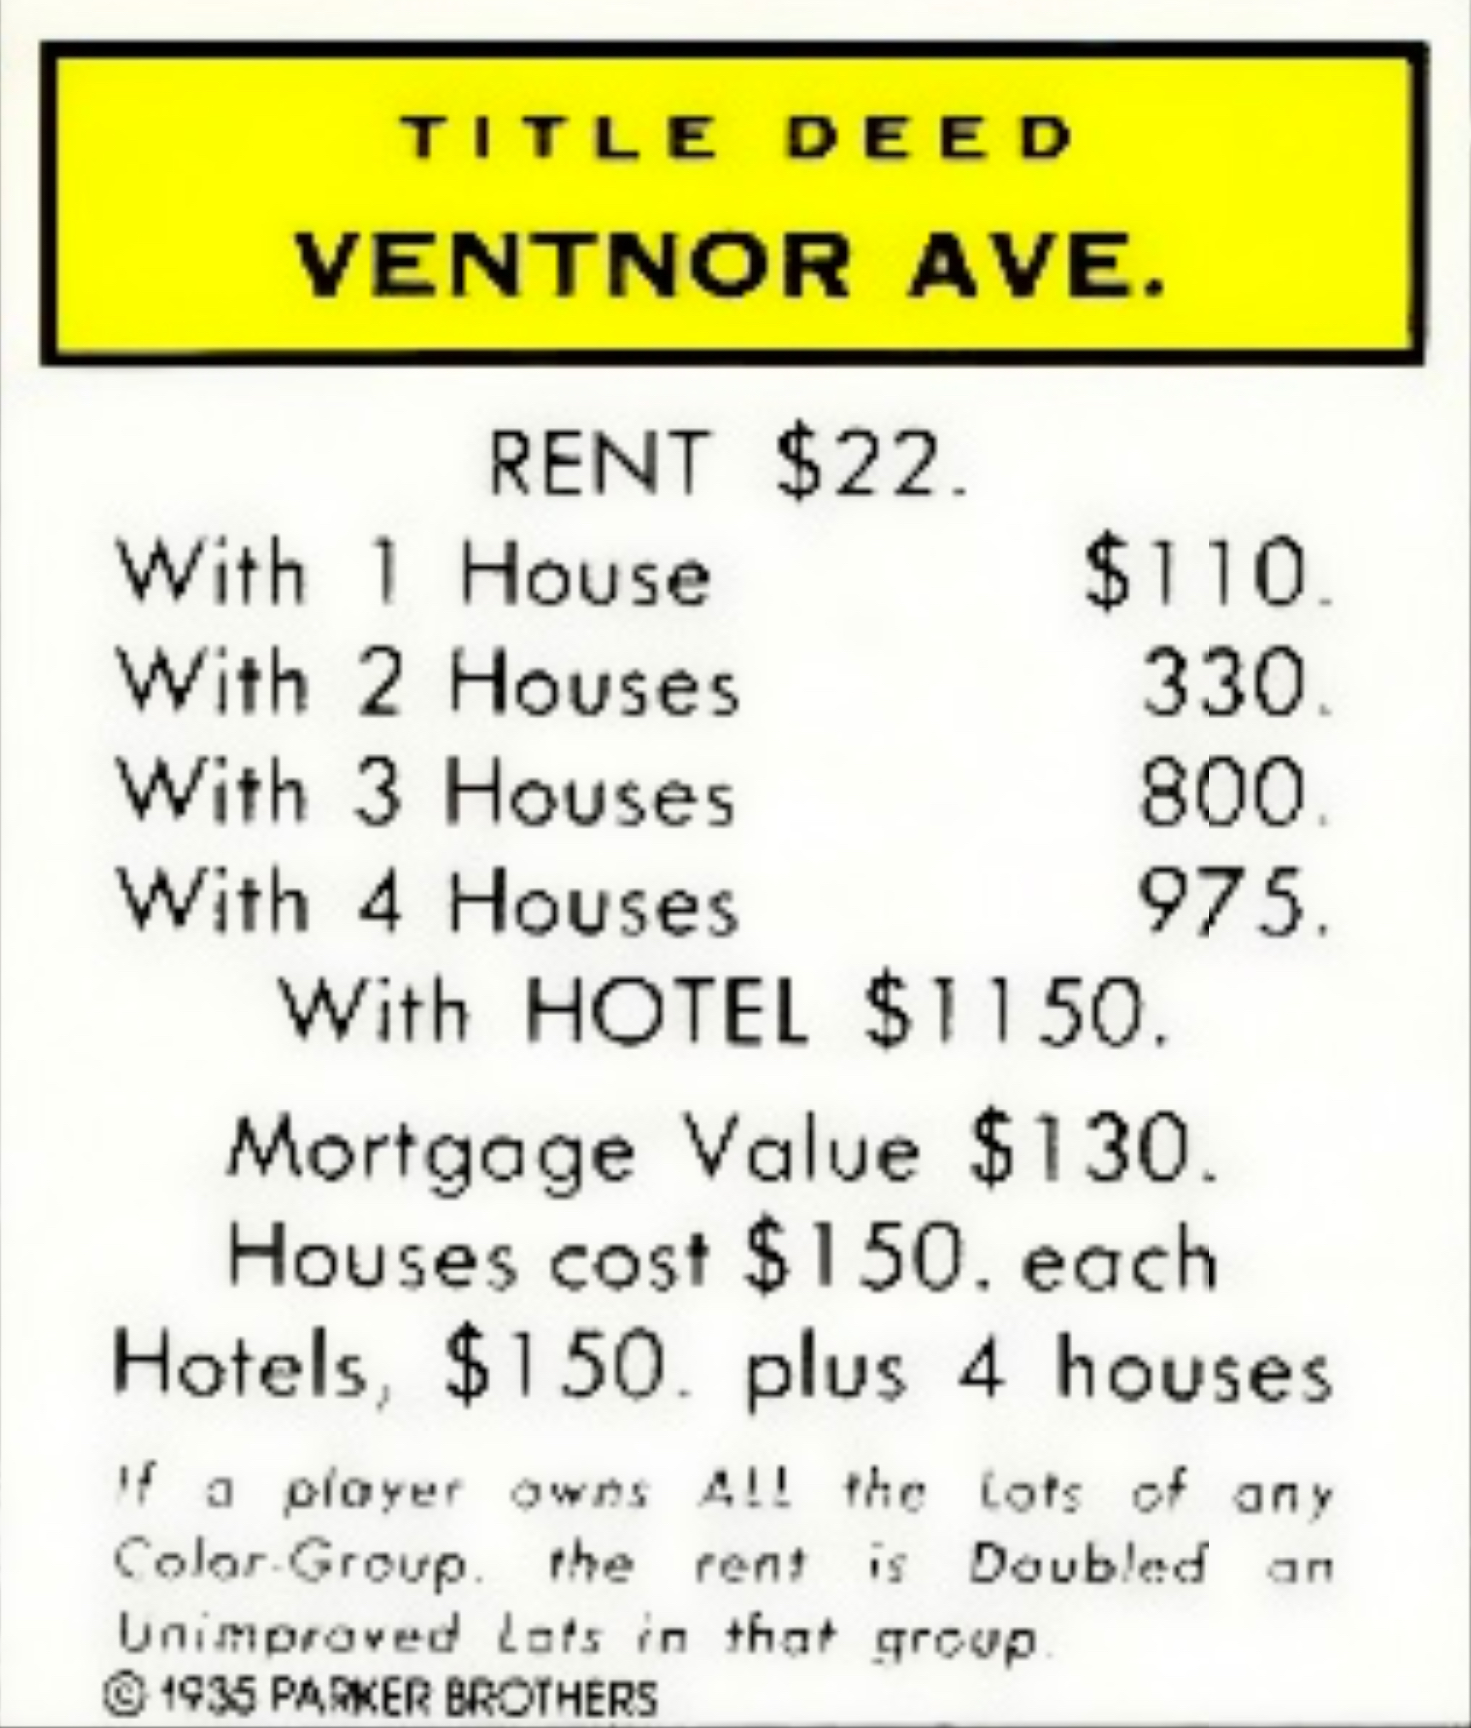 TITLE DEED
VENTNOR AVE.
RENT $22.
With 1 House $110.
With 2 Houses 330.
With 3 Houses 800.
With 4 Houses 975.
With HOTEL $1150.
Mortgage Value $130.
Houses cost $150. each
Hotels, $150. plus 4 houses
If a player owns ALL the Lots of any
Color-Group, the rent is Doubled on
Unimproved Lots in that group.
© 1935 PARKER BROTHERS